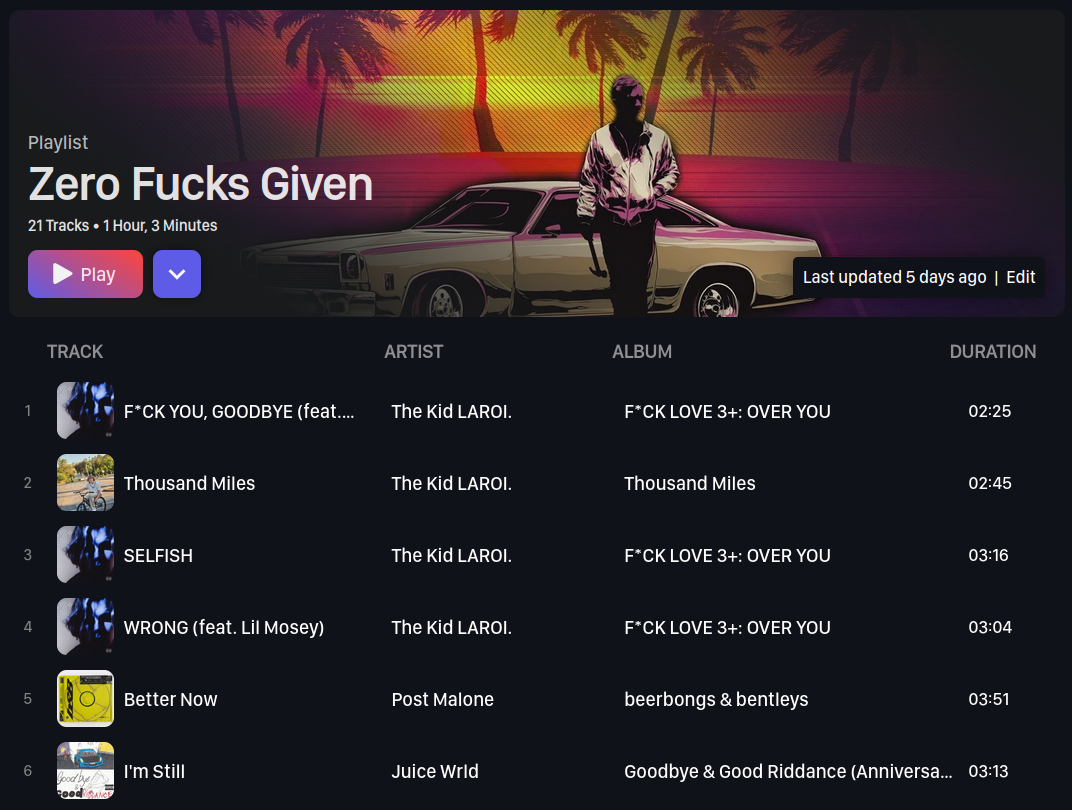 Playlist
Zero Fucks Given
21 Tracks • 1 Hour, 3 Minutes
Play
Last updated 5 days ago | Edit
TRACK ARTIST ALBUM DURATION
1 F*CK YOU, GOODBYE (feat.... The Kid LAROI. F*CK LOVE 3+: OVER YOU 02:25
2 Thousand Miles The Kid LAROI. Thousand Miles 02:45
3 SELFISH The Kid LAROI. F*CK LOVE 3+: OVER YOU 03:16
4 WRONG (feat. Lil Mosey) The Kid LAROI. F*CK LOVE 3+: OVER YOU 03:04
5 Better Now Post Malone beerbongs & bentleys 03:51
Goodbye
Good
6 I'm Still Juice Wrld Goodbye & Good Riddance (Anniversa... 03:13